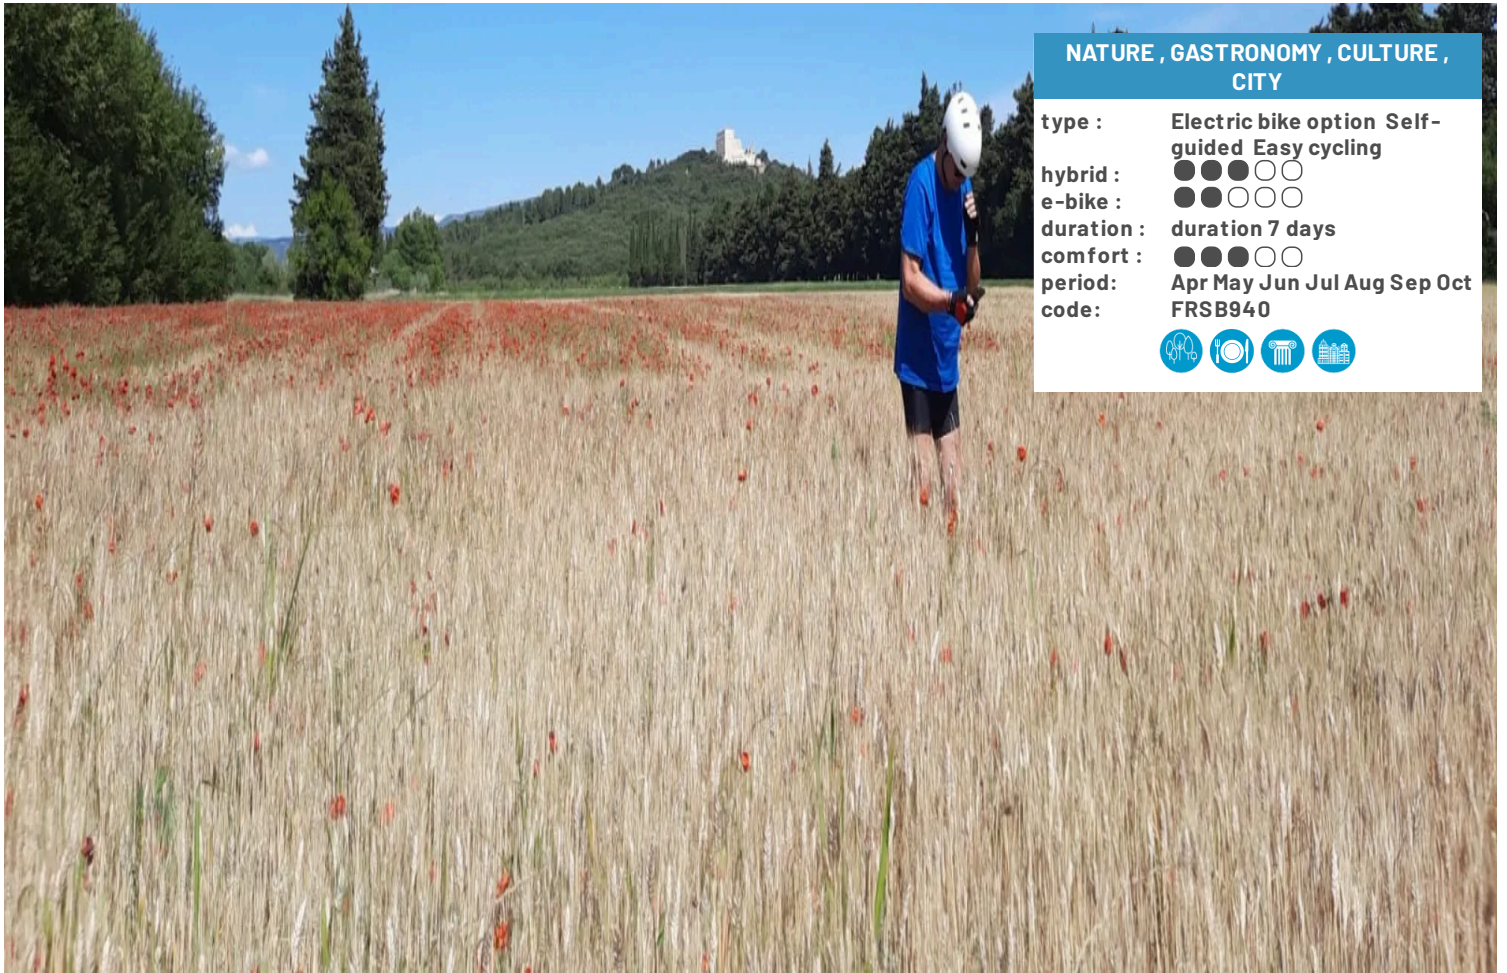 NATURE , GASTRONOMY , CULTURE ,
CITY
type : Electric bike option Self-
guided Easy cycling
hybrid :
e-bike :
duration : duration 7 days
comfort :
period: Apr May Jun Jul Aug Sep Oct
code: FRSB940